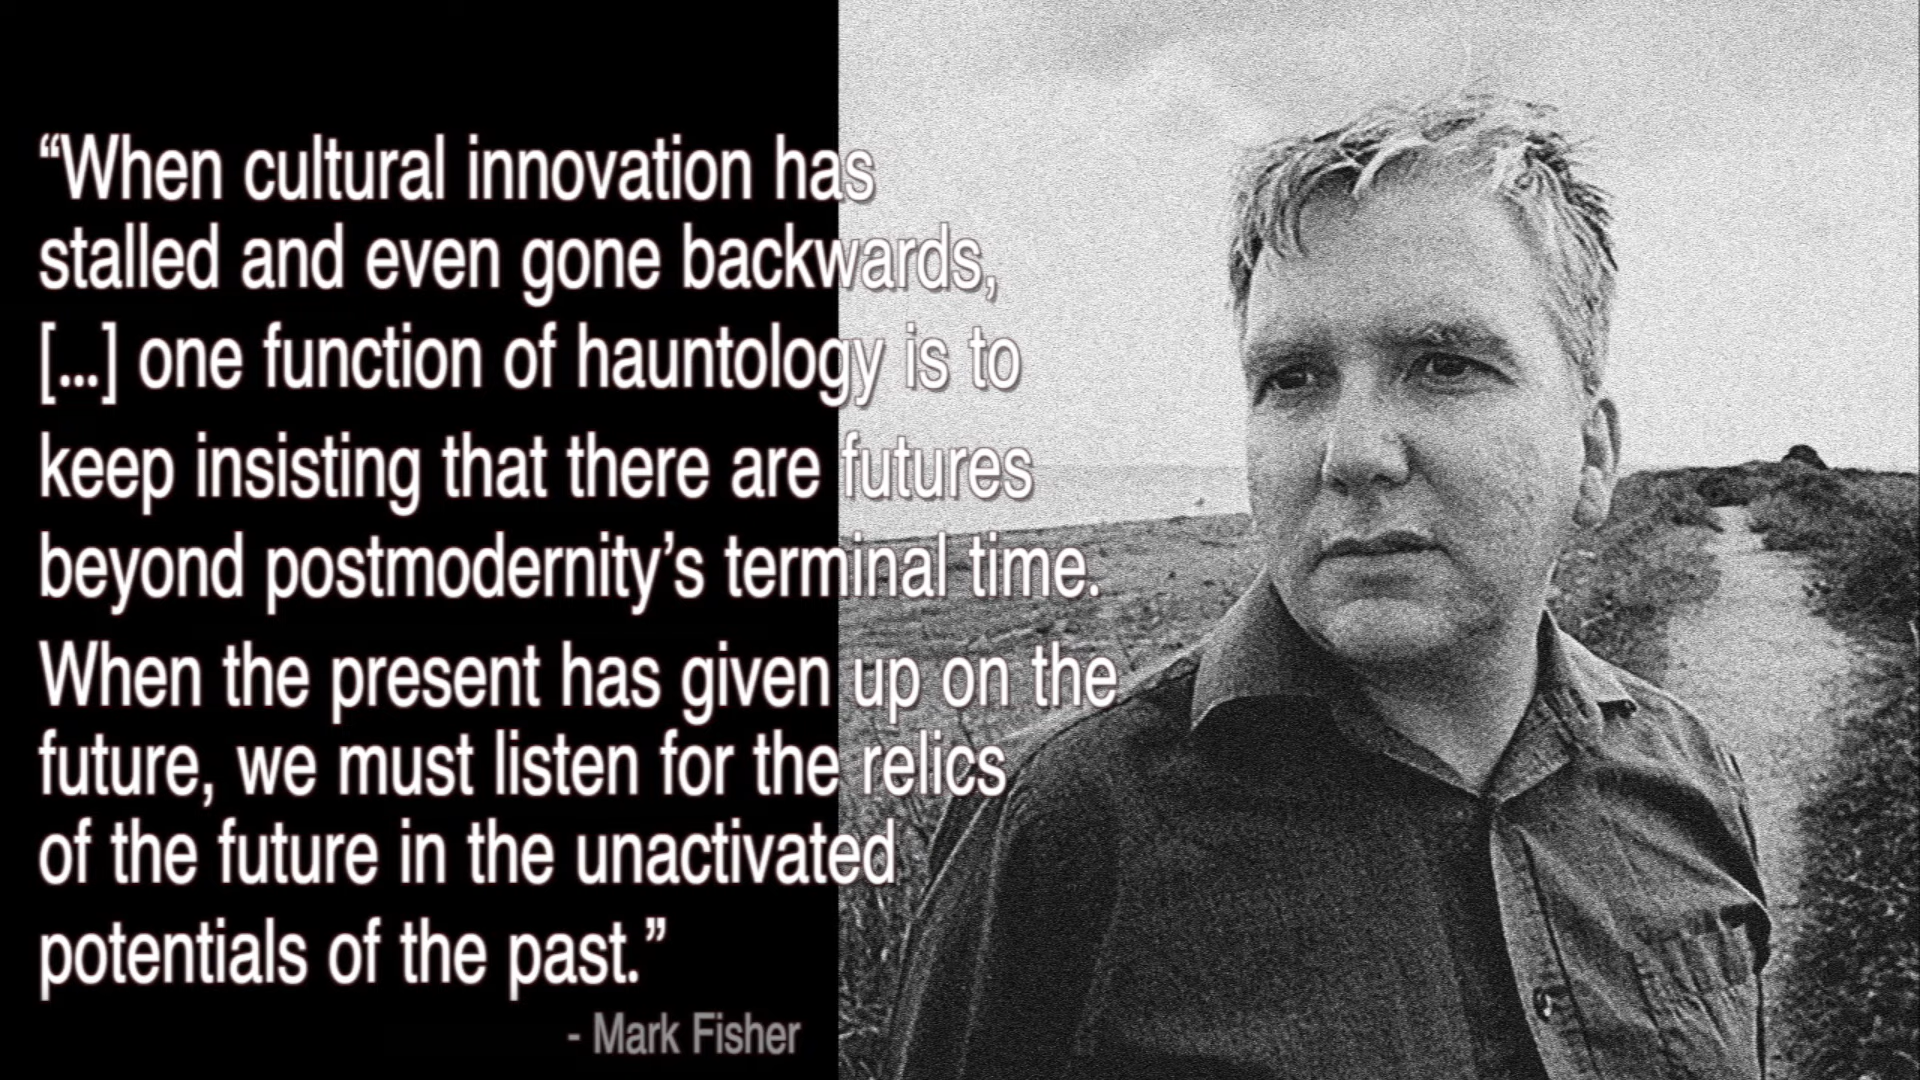 “When cultural innovation has
stalled and even gone backwards,
[...] one function of hauntology is to
keep insisting that there are futures
beyond postmodernity’s terminal time.
When the present has given up on the
future, we must listen for the relics
of the future in the unactivated
potentials of the past.”
- Mark Fisher